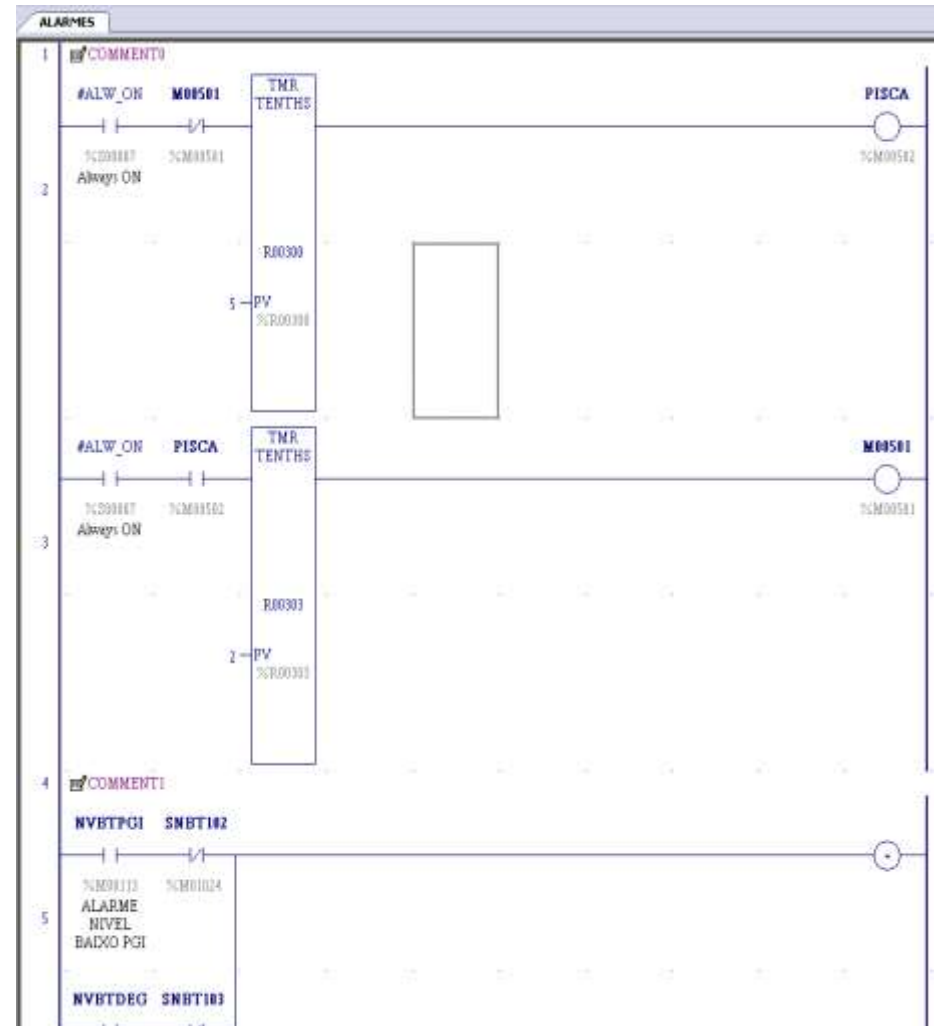 ALARMES
1 COMMENT0
#ALW_ON M00501 TMR TENTHS PISCA
%M00501 %M00502
Always ON
2
R00300
5 PV
%R00300
#ALW_ON PISCA TMR TENTHS M00501
%M00502 %M00501
Always ON
3
R00303
2 PV
%R00303
4 COMMENT1
NVBTPGI SNBT102
%M01024
ALARME
5 NIVEL
BAIXO PGI
NVBTDEG SNBT103